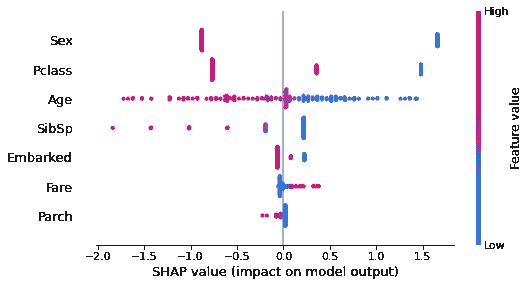 High
Sex
Pclass
Age
SibSp
Embarked
Fare
Parch
Feature value
Low
−2.0 −1.5 −1.0 −0.5 0.0 0.5 1.0 1.5
SHAP value (impact on model output)